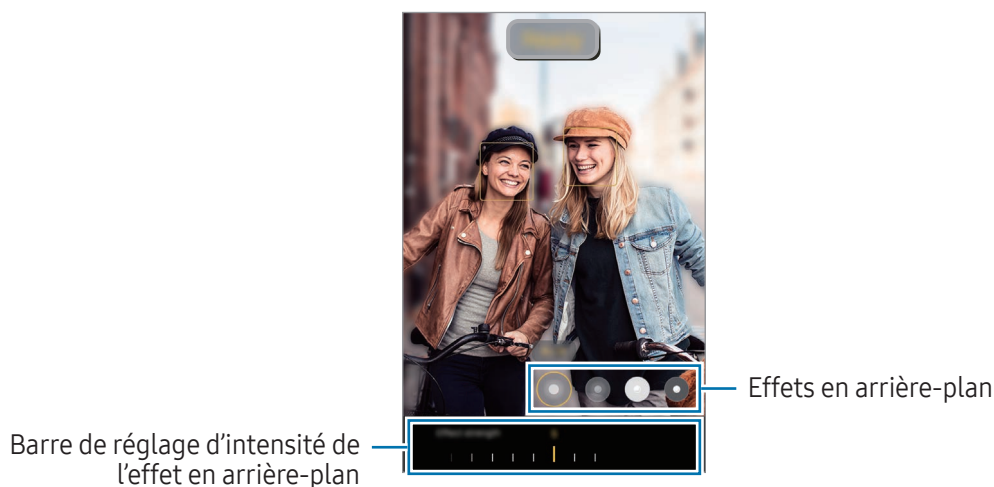 Effets en arrière-plan
Barre de réglage d'intensité de
l'effet en arrière-plan